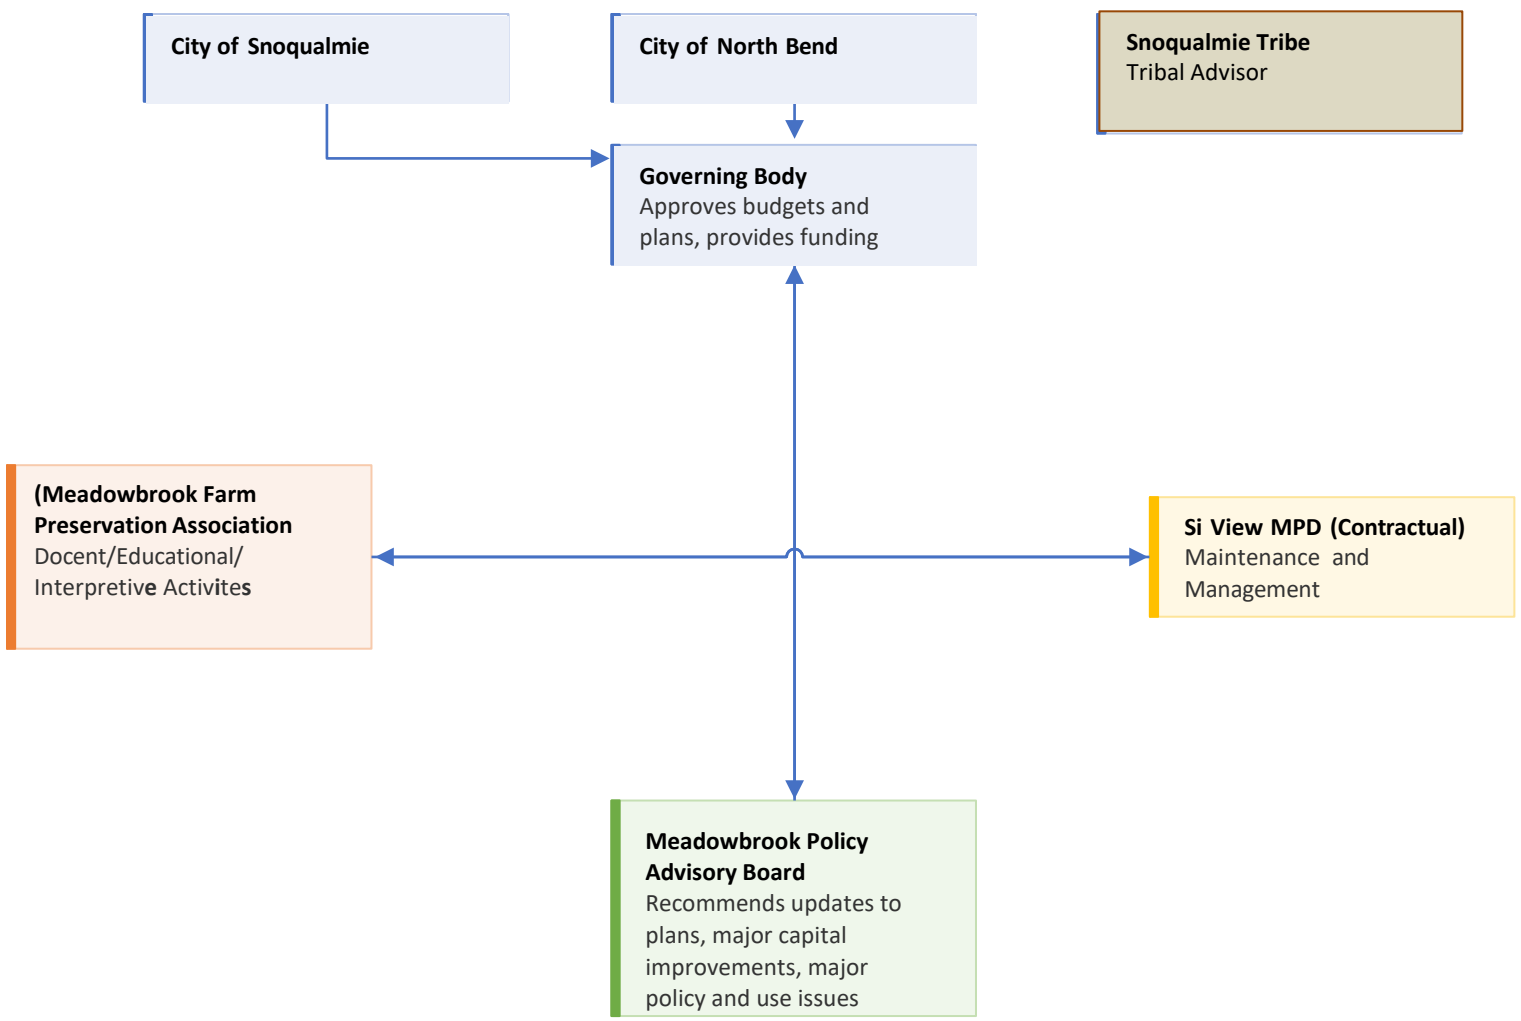 City of Snoqualmie
City of North Bend
Snoqualmie Tribe
Tribal Advisor
Governing Body
Approves budgets and
plans, provides funding
(Meadowbrook Farm
Preservation Association
Docent/Educational/
Interpretive Activites
Si View MPD (Contractual)
Maintenance and
Management
Meadowbrook Policy
Advisory Board
Recommends updates to
plans, major capital
improvements, major
policy and use issues